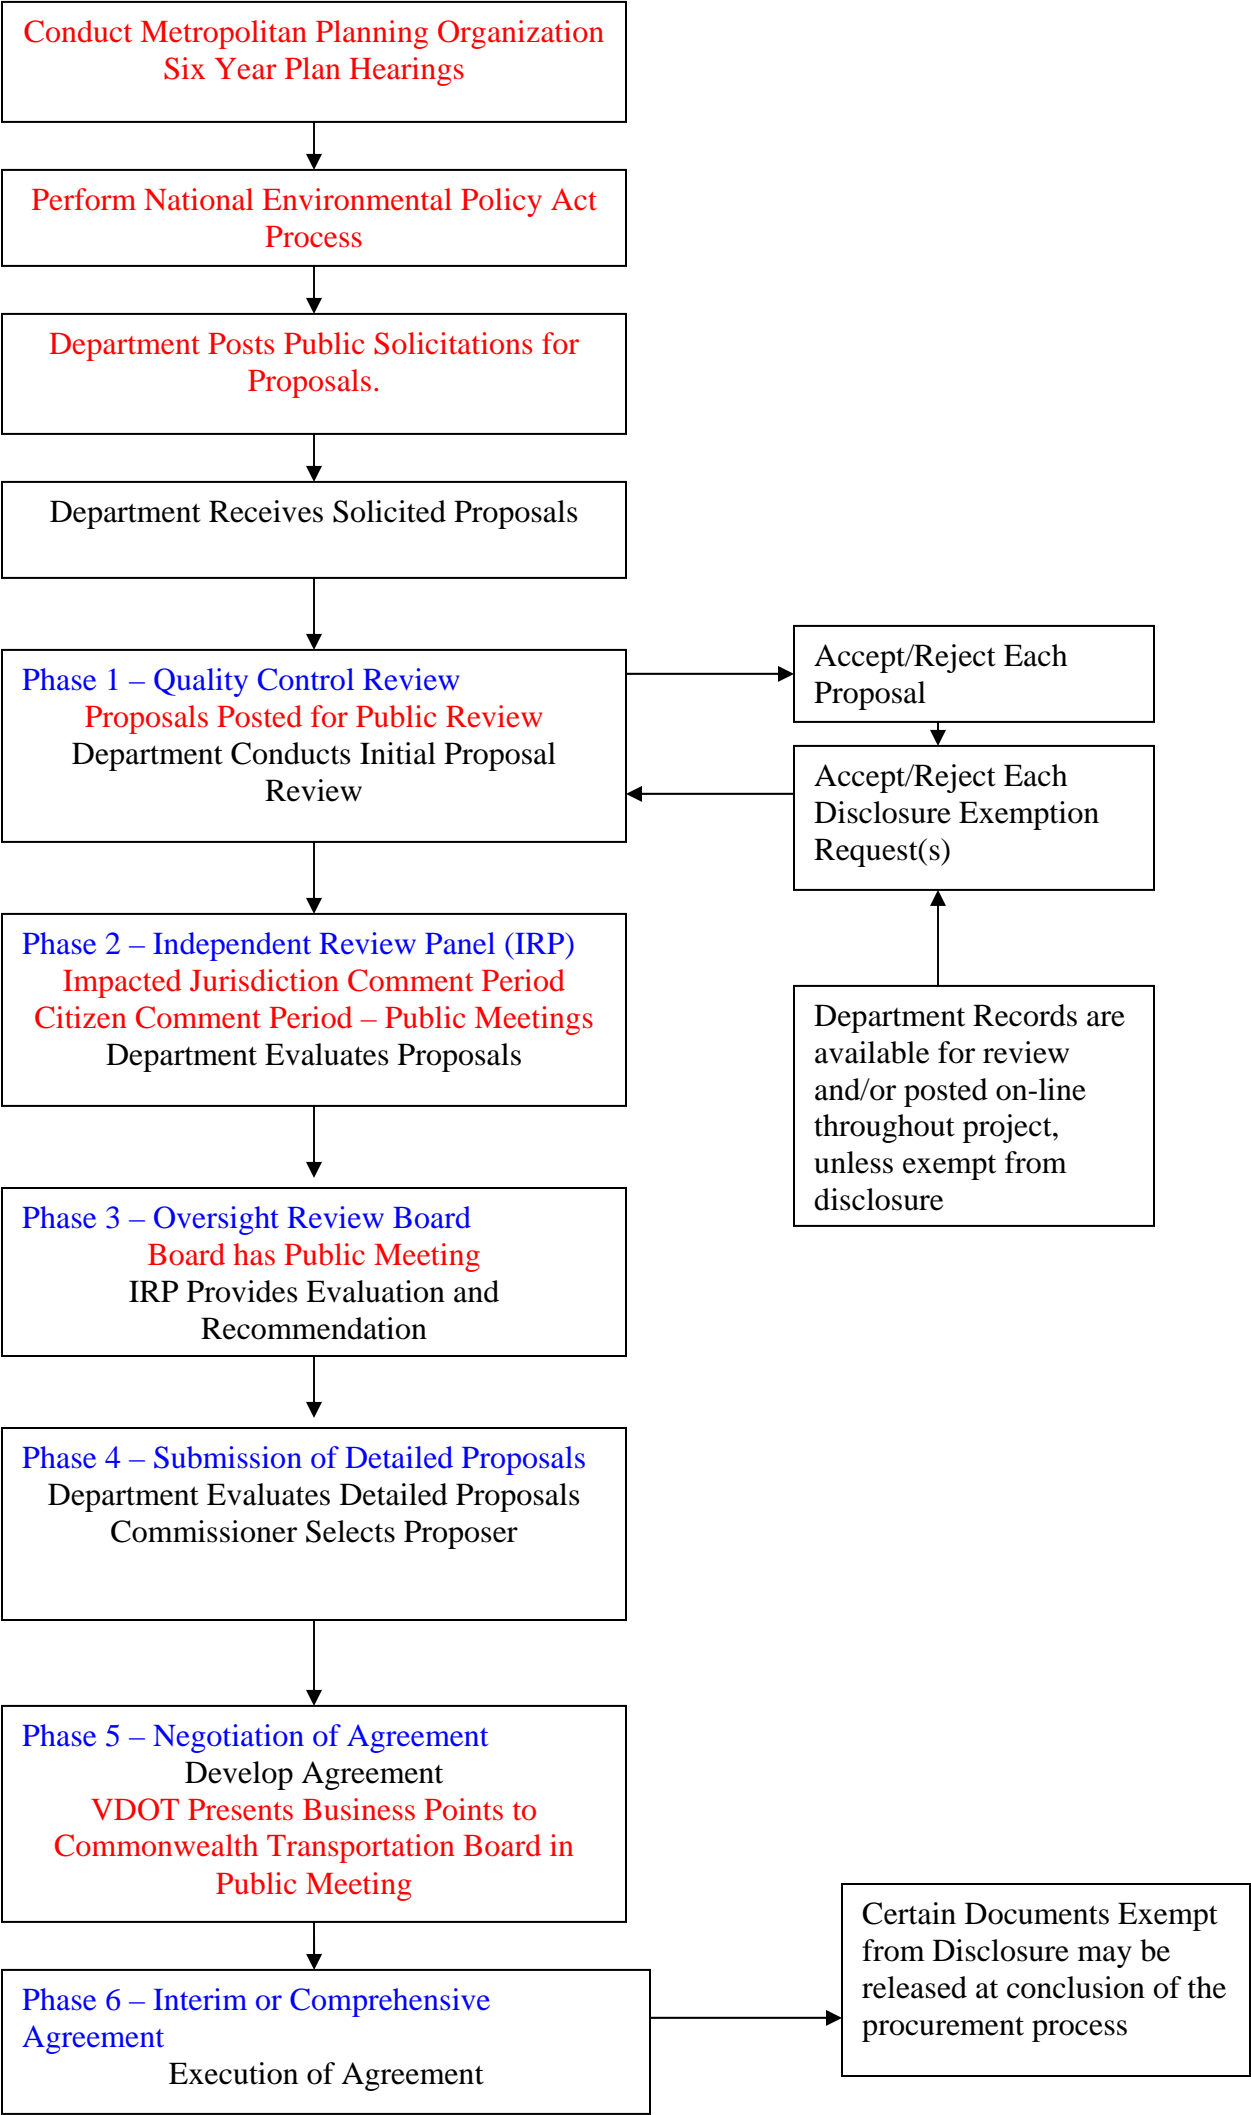 Conduct Metropolitan Planning Organization
Six Year Plan Hearings
Perform National Environmental Policy Act
Process
Department Posts Public Solicitations for
Proposals.
Department Receives Solicited Proposals
Phase 1 – Quality Control Review
Proposals Posted for Public Review
Department Conducts Initial Proposal
Review
Accept/Reject Each
Proposal
Accept/Reject Each
Disclosure Exemption
Request(s)
Department Records are
available for review
and/or posted on-line
throughout project,
unless exempt from
disclosure
Phase 2 – Independent Review Panel (IRP)
Impacted Jurisdiction Comment Period
Citizen Comment Period – Public Meetings
Department Evaluates Proposals
Phase 3 – Oversight Review Board
Board has Public Meeting
IRP Provides Evaluation and
Recommendation
Phase 4 – Submission of Detailed Proposals
Department Evaluates Detailed Proposals
Commissioner Selects Proposer
Phase 5 – Negotiation of Agreement
Develop Agreement
VDOT Presents Business Points to
Commonwealth Transportation Board in
Public Meeting
Phase 6 – Interim or Comprehensive
Agreement
Execution of Agreement
Certain Documents Exempt
from Disclosure may be
released at conclusion of the
procurement process